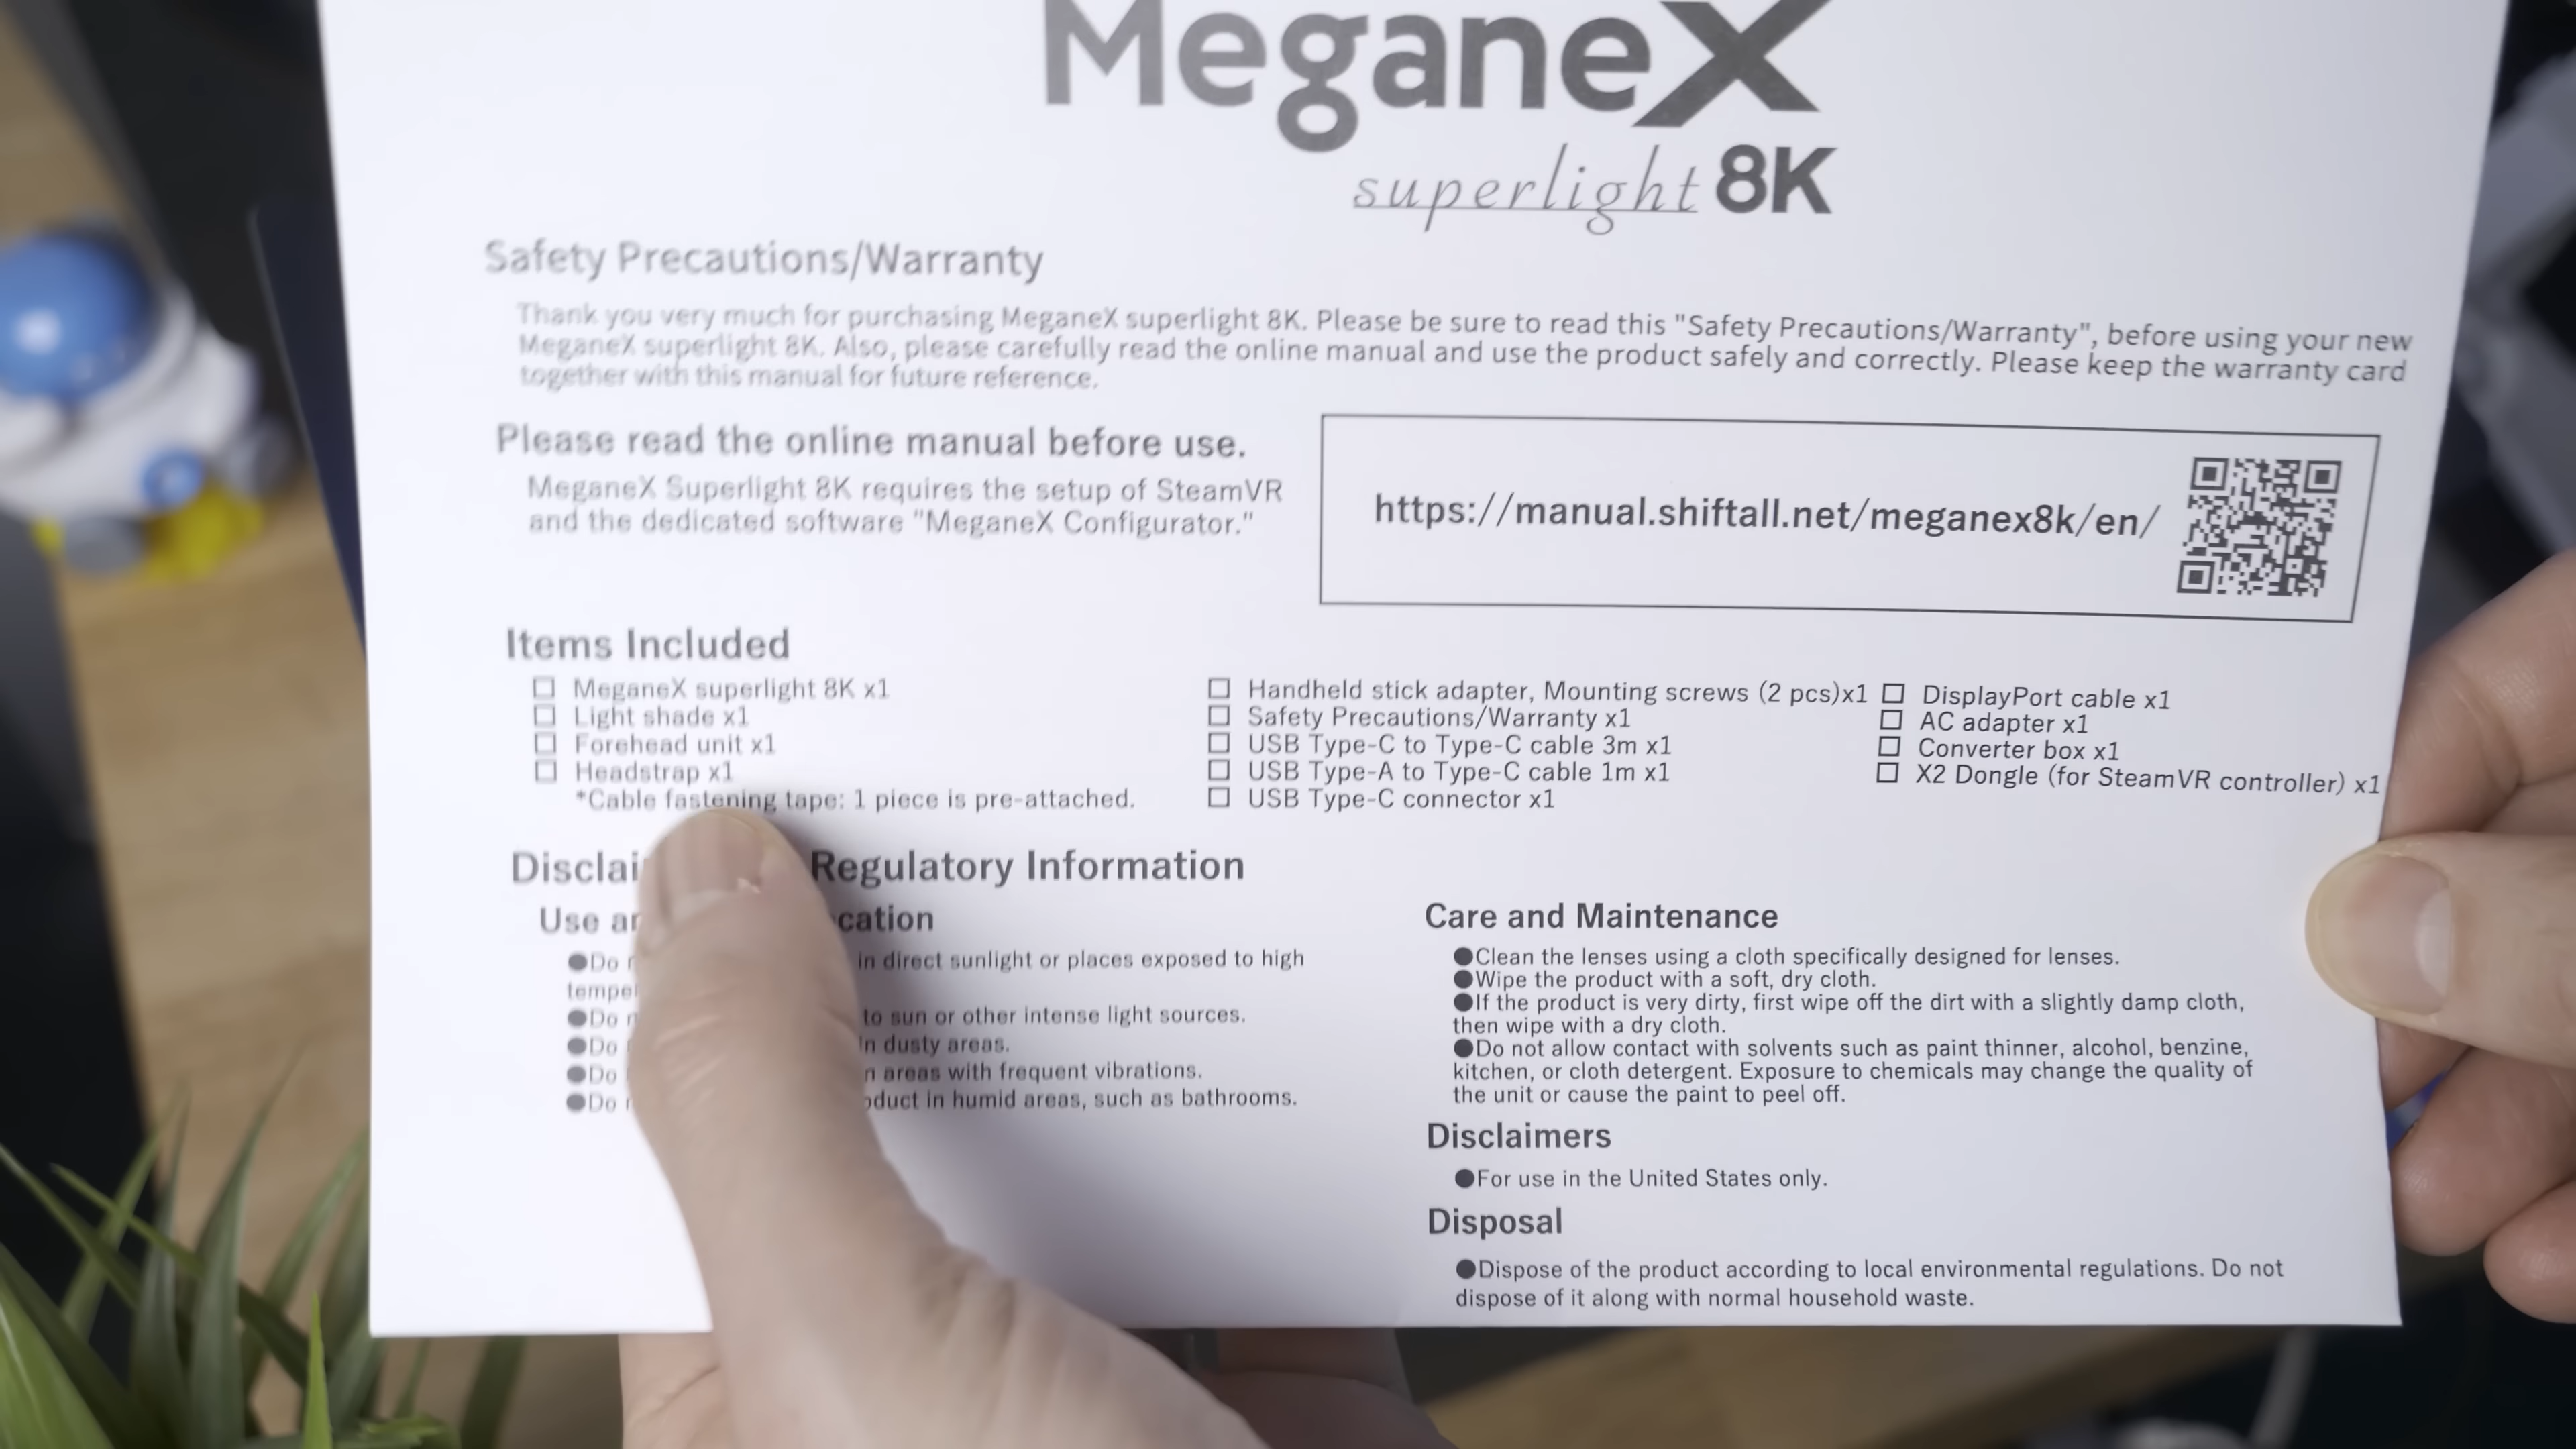 MeganeX
superlight 8K
Safety Precautions/Warranty
Thank you very much for purchasing MeganeX superlight 8K. Please be sure to read this "Safety Precautions/Warranty", before using your new
MeganeX superlight 8K. Also, please carefully read the online manual and use the product safely and correctly. Please keep the warranty card
together with this manual for future reference.
Please read the online manual before use.
MeganeX Superlight 8K requires the setup of SteamVR
and the dedicated software "MeganeX Configurator."
https://manual.shiftall.net/meganex8k/en/
Items Included
☐ MeganeX superlight 8K x1
☐ Light shade x1
☐ Forehead unit x1
☐ Headstrap x1
*Cable fastening tape: 1 piece is pre-attached.
☐ Handheld stick adapter, Mounting screws (2 pcs)x1
☐ Safety Precautions/Warranty x1
☐ USB Type-C to Type-C cable 3m x1
☐ USB Type-A to Type-C cable 1m x1
☐ USB Type-C connector x1
☐ DisplayPort cable x1
☐ AC adapter x1
☐ Converter box x1
☐ X2 Dongle (for SteamVR controller) x1
Regulatory Information
Use
●Do in direct sunlight or places exposed to high
●Do to sun or other intense light sources.
●Do dusty areas.
●Do areas with frequent vibrations.
●Do in humid areas, such as bathrooms.
Care and Maintenance
●Clean the lenses using a cloth specifically designed for lenses.
●Wipe the product with a soft, dry cloth.
●If the product is very dirty, first wipe off the dirt with a slightly damp cloth,
then wipe with a dry cloth.
●Do not allow contact with solvents such as paint thinner, alcohol, benzine,
kitchen, or cloth detergent. Exposure to chemicals may change the quality of
the unit or cause the paint to peel off.
Disclaimers
●For use in the United States only.
Disposal
●Dispose of the product according to local environmental regulations. Do not
dispose of it along with normal household waste.